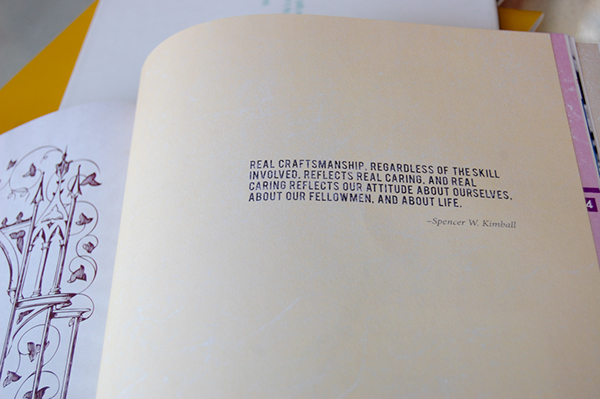 REAL CRAFTSMANSHIP, REGARDLESS OF THE SKILL
INVOLVED, REFLECTS REAL CARING, AND REAL
CARING REFLECTS OUR ATTITUDE ABOUT OURSELVES,
ABOUT OUR FELLOWMEN, AND ABOUT LIFE.
–Spencer W. Kimball
4